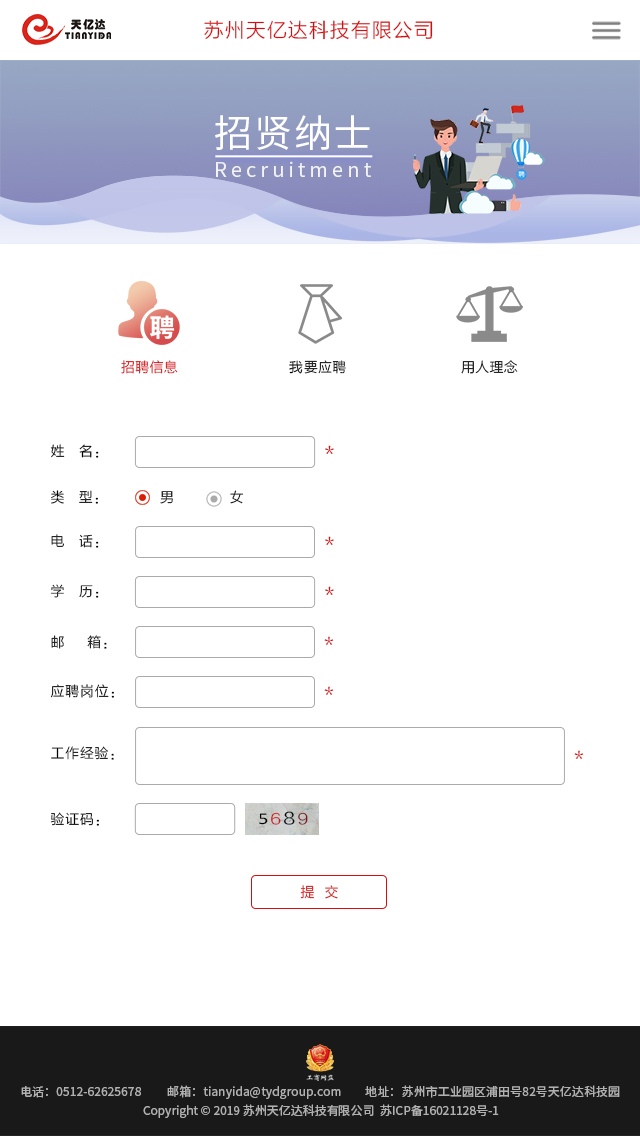 天亿达
TIANYIDA
苏州天亿达科技有限公司
招贤纳士
Recruitment
聘
聘
招聘信息 我要应聘 用人理念
姓 名： *
类 型： 男 女
电 话： *
学 历： *
邮 箱： *
应聘岗位： *
工作经验： *
验证码： 5689
提 交
工商网监
电话：0512-62625678 邮箱：tianyida@tydgroup.com 地址：苏州市工业园区浦田号82号天亿达科技园
Copyright © 2019 苏州天亿达科技有限公司 苏ICP备16021128号-1